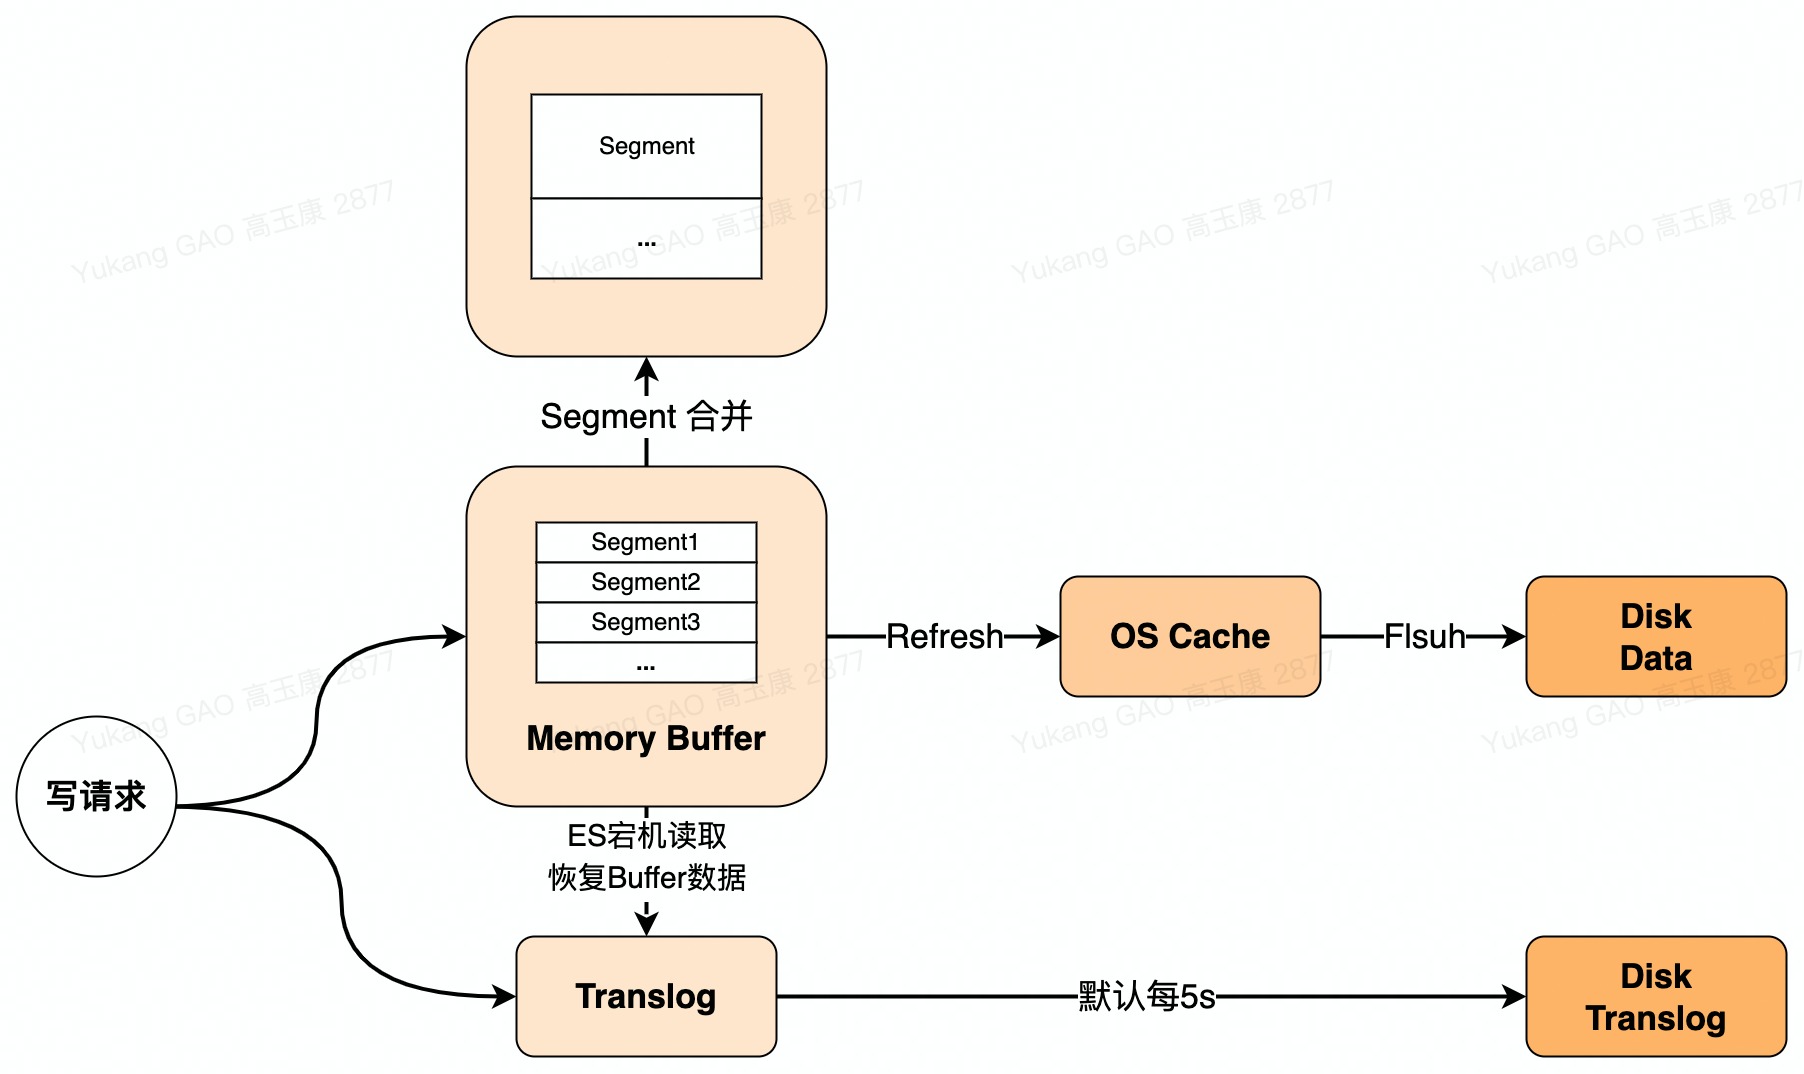 Segment
...
Segment 合并
Segment1
Segment2
Segment3
...
Memory Buffer
Refresh
OS Cache
Flsuh
Disk
Data
写请求
ES宕机读取
恢复Buffer数据
Translog
默认每5s
Disk
Translog
Yukang GAO 高玉康 2877
Yukang GAO 高玉康 2877
Yukang GAO 高玉康 2877
Yukang GAO 高玉康 2877
Yukang GAO 高玉康 2877
Yukang GAO 高玉康 2877
Yukang GAO 高玉康 2877
Yukang GAO 高玉康 2877